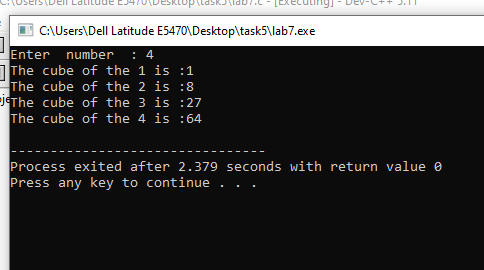 C:\Users\Dell Latitude E5470\Desktop\task5\lab7.c - [Executing] - Dev-C++ 5.11
C:\Users\Dell Latitude E5470\Desktop\task5\lab7.exe
Enter  number  : 4
The cube of the 1 is :1
The cube of the 2 is :8
The cube of the 3 is :27
The cube of the 4 is :64
--------------------------------
Process exited after 2.379 seconds with return value 0
Press any key to continue . . .